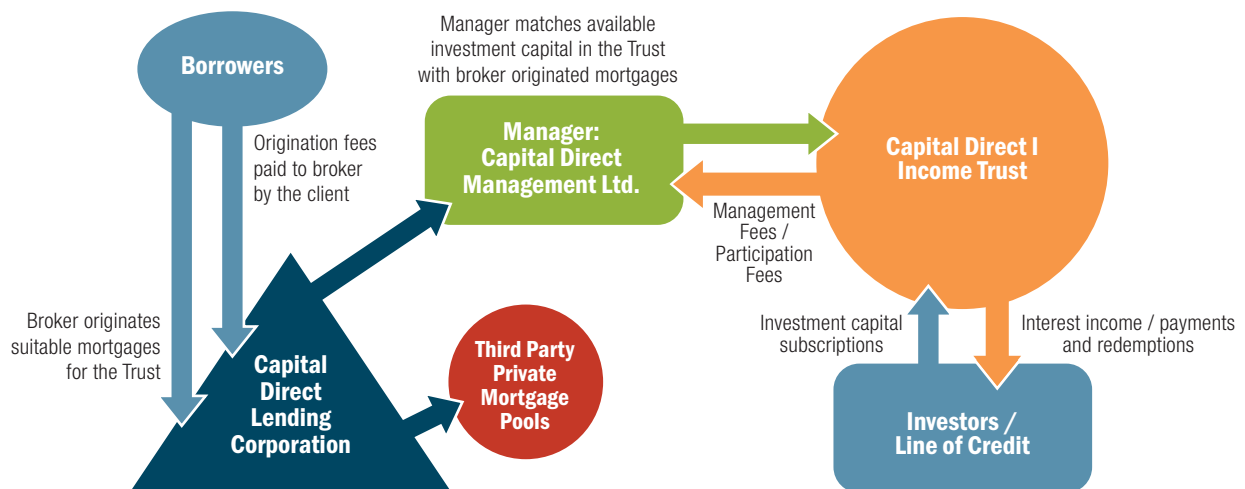 Borrowers
Manager matches available
investment capital in the Trust
with broker originated mortgages
Origination fees
paid to broker
by the client
Manager:
Capital Direct
Management Ltd.
Capital Direct I
Income Trust
Management
Fees /
Participation
Fees
Broker originates
suitable mortgages
for the Trust
Capital
Direct
Lending
Corporation
Third Party
Private
Mortgage
Pools
Investment capital
subscriptions
Interest income / payments
and redemptions
Investors /
Line of Credit